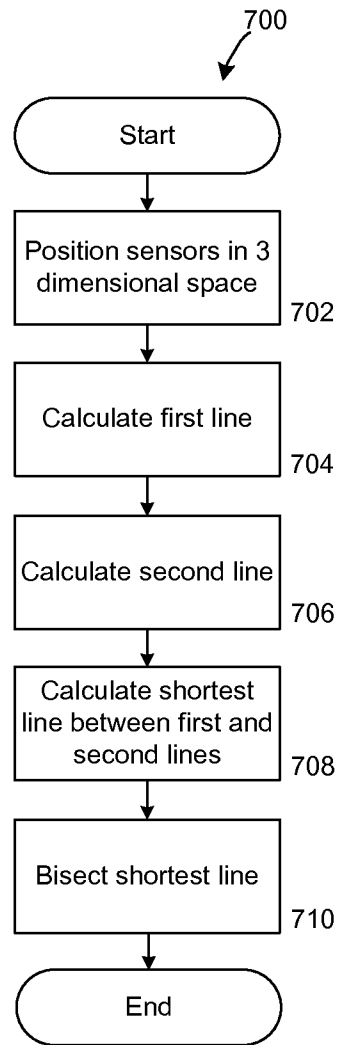 700
Start
Position sensors in 3
dimensional space
702
Calculate first line
704
Calculate second line
706
Calculate shortest
line between first and
second lines
708
Bisect shortest line
710
End